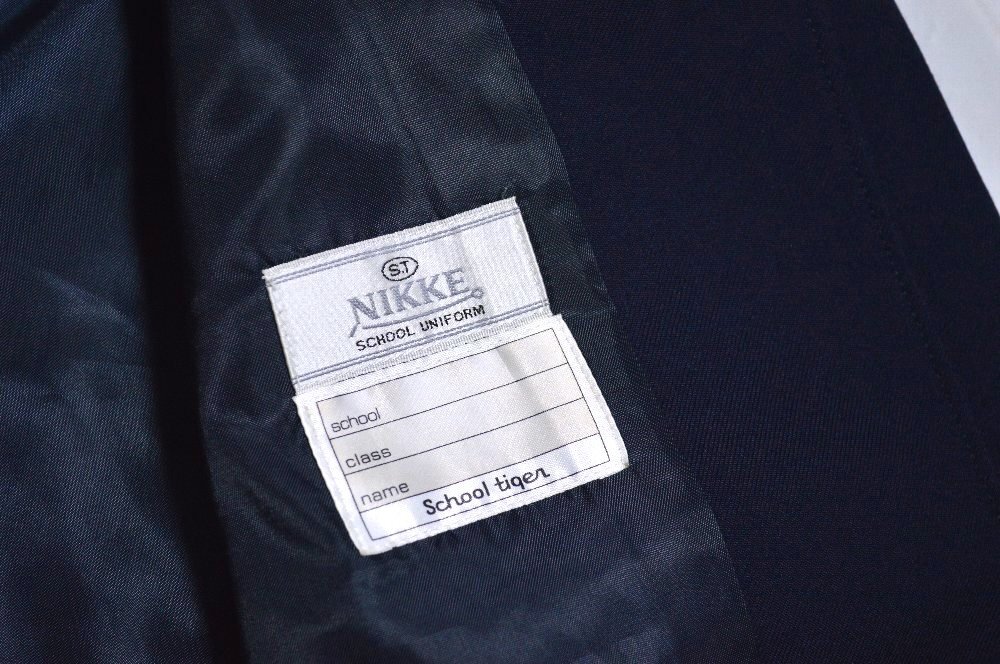 S.T
NIKKE
SCHOOL UNIFORM
school
class
name
School tiger